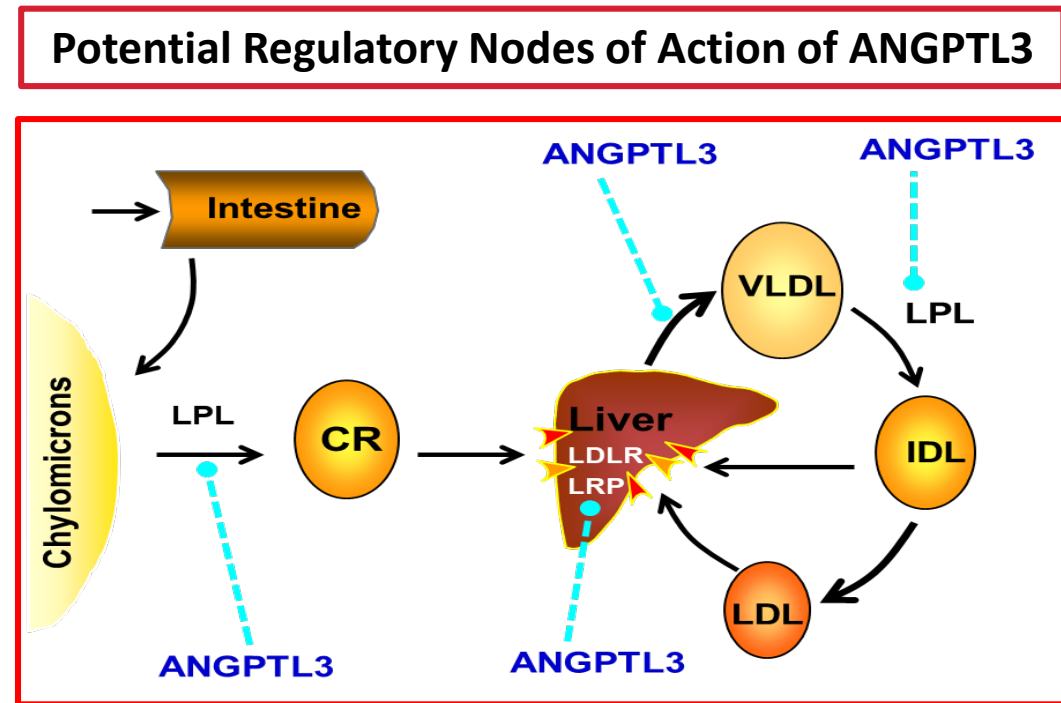 Potential Regulatory Nodes of Action of ANGPTL3
ANGPTL3
ANGPTL3
Intestine
VLDL
LPL
Chylomicrons
LPL
CR
Liver
LDLR
LRP
IDL
LDL
ANGPTL3
ANGPTL3